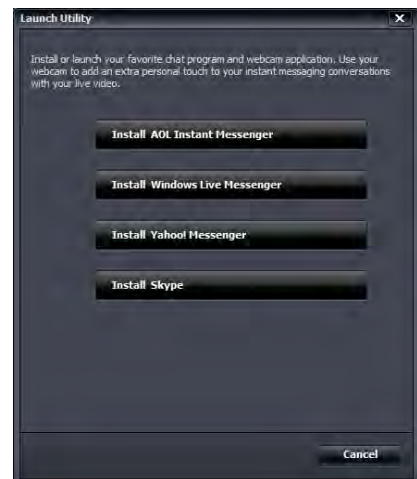 Launch Utility
Install or launch your favorite chat program and webcam application. Use your
webcam to add an extra personal touch to your instant messaging conversations
with your live video.
Install AOL Instant Messenger
Install Windows Live Messenger
Install Yahoo! Messenger
Install Skype
Cancel